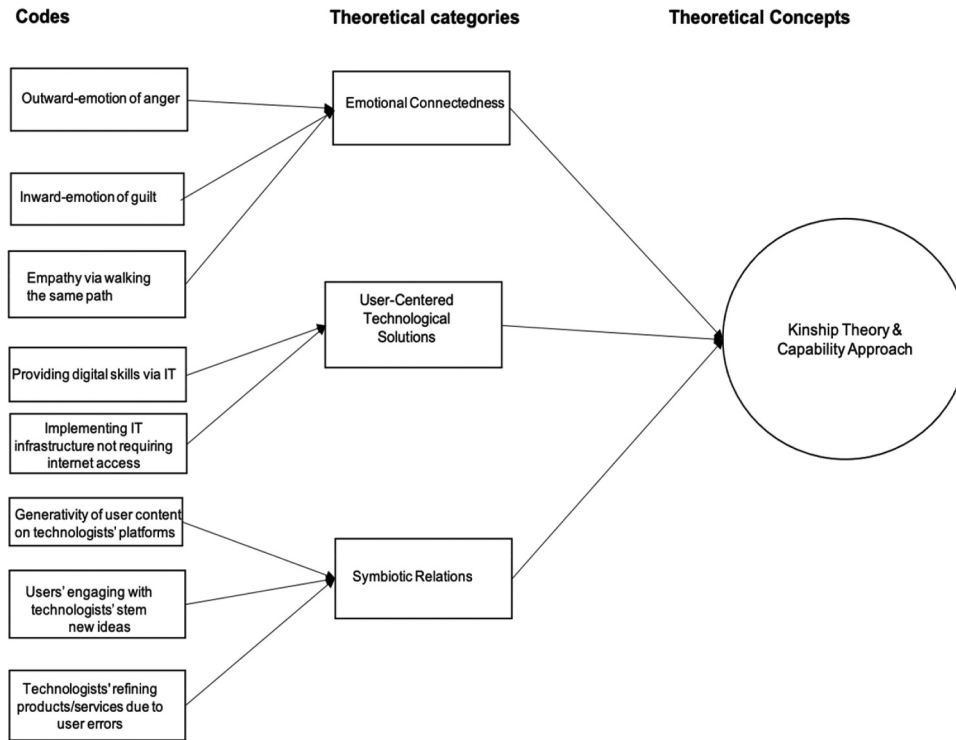 Codes
Theoretical categories
Theoretical Concepts
Outward-emotion of anger
Inward-emotion of guilt
Empathy via walking
the same path
Providing digital skills via IT
Implementing IT
infrastructure not requiring
internet access
Generativity of user content
on technologists' platforms
Users' engaging with
technologists' stem
new ideas
Technologists' refining
products/services due to
user errors
Emotional Connectedness
User-Centered
Technological
Solutions
Symbiotic Relations
Kinship Theory &
Capability Approach